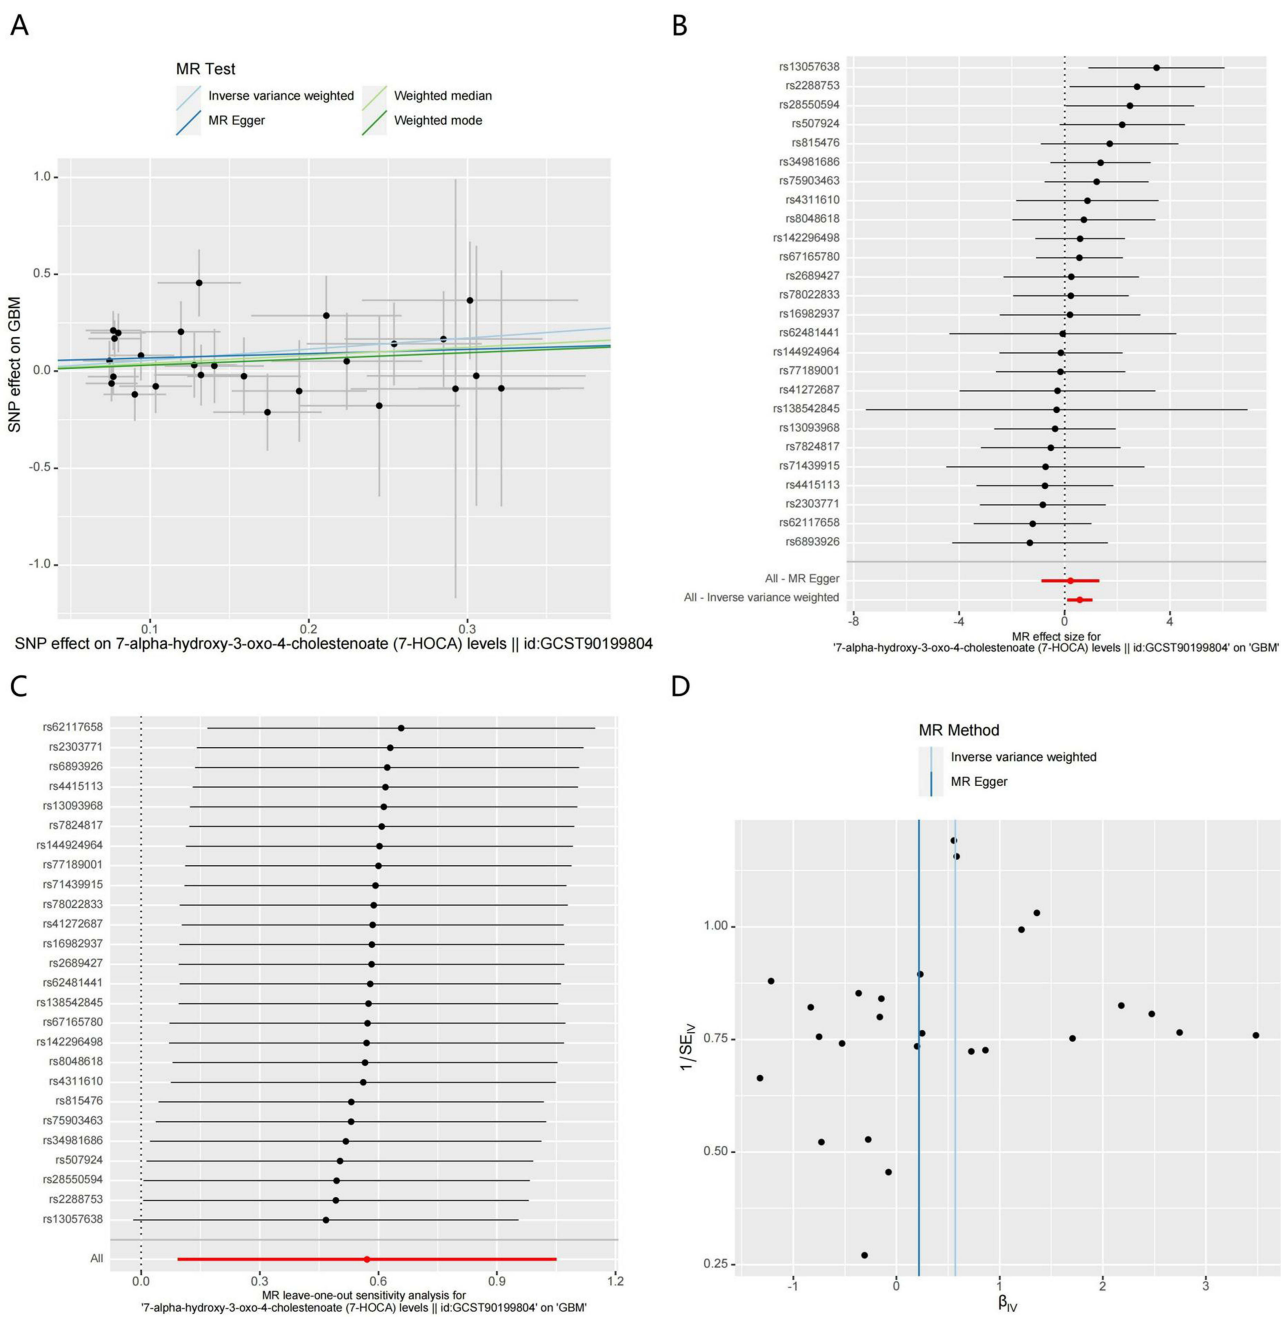 A
MR Test
Inverse variance weighted
Weighted median
MR Egger
Weighted mode
1.0
0.5
0.0
-0.5
-1.0
SNP effect on GBM
0.1
0.2
0.3
SNP effect on 7-alpha-hydroxy-3-oxo-4-cholestenoate (7-HOCA) levels || id:GCST90199804
B
rs13057638
rs2288753
rs28550594
rs507924
rs815476
rs34981686
rs75903463
rs4311610
rs8048618
rs142296498
rs67165780
rs2689427
rs78022833
rs16982937
rs62481441
rs144924964
rs77189001
rs41272687
rs138542845
rs13093968
rs7824817
rs71439915
rs4415113
rs2303771
rs62117658
rs6893926
All - MR Egger
All - Inverse variance weighted
-8
-4
0
4
MR effect size for
'7-alpha-hydroxy-3-oxo-4-cholestenoate (7-HOCA) levels || id:GCST90199804' on 'GBM'
C
rs62117658
rs2303771
rs6893926
rs4415113
rs13093968
rs7824817
rs144924964
rs77189001
rs71439915
rs78022833
rs41272687
rs16982937
rs2689427
rs62481441
rs138542845
rs67165780
rs142296498
rs8048618
rs4311610
rs815476
rs75903463
rs34981686
rs507924
rs28550594
rs2288753
rs13057638
All
0.0
0.3
0.6
0.9
1.2
MR leave-one-out sensitivity analysis for
'7-alpha-hydroxy-3-oxo-4-cholestenoate (7-HOCA) levels || id:GCST90199804' on 'GBM'
D
MR Method
Inverse variance weighted
MR Egger
1.00
0.75
0.50
0.25
1/SE_IV
-1
0
1
2
3
β_IV